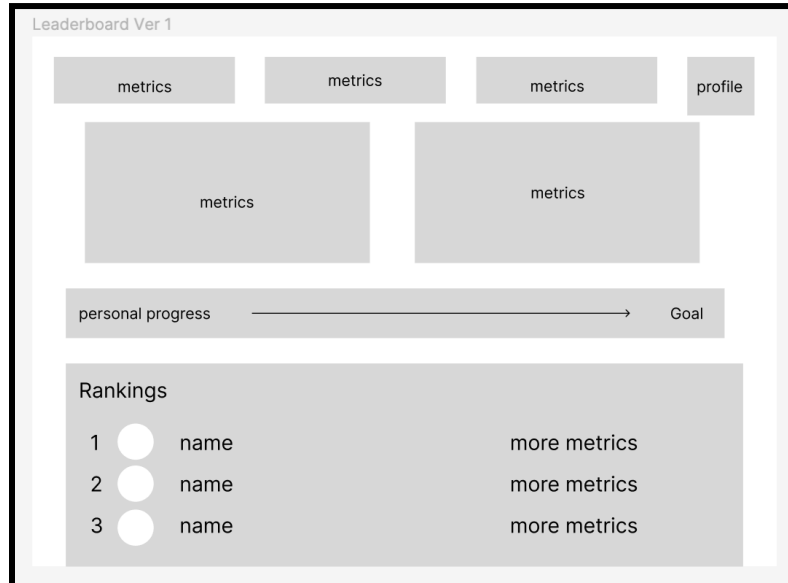 Leaderboard Ver 1
metrics
metrics
metrics
profile
metrics
metrics
personal progress
Goal
Rankings
1 name more metrics
2 name more metrics
3 name more metrics